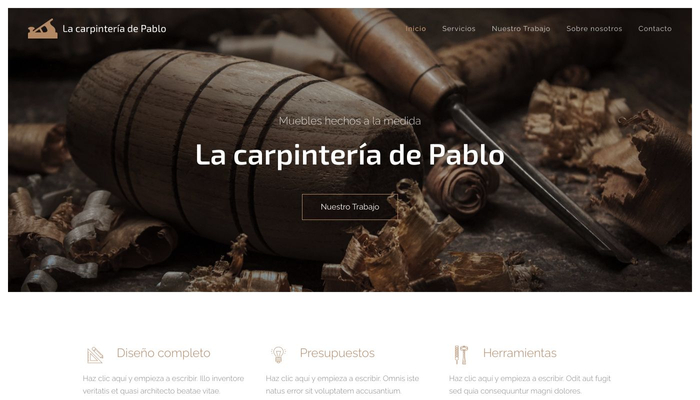 La carpintería de Pablo
Inicio Servicios Nuestro Trabajo Sobre nosotros Contacto
Muebles hechos a la medida
La carpintería de Pablo
Nuestro Trabajo
Diseño completo
Haz clic aquí y empieza a escribir. Illo inventore
veritatis et quasi architecto beatae vitae.
Presupuestos
Haz clic aquí y empieza a escribir. Omnis iste
natus error sit voluptatem accusantium.
Herramientas
Haz clic aquí y empieza a escribir. Odit aut fugit
sed quia consequuntur magni dolores.